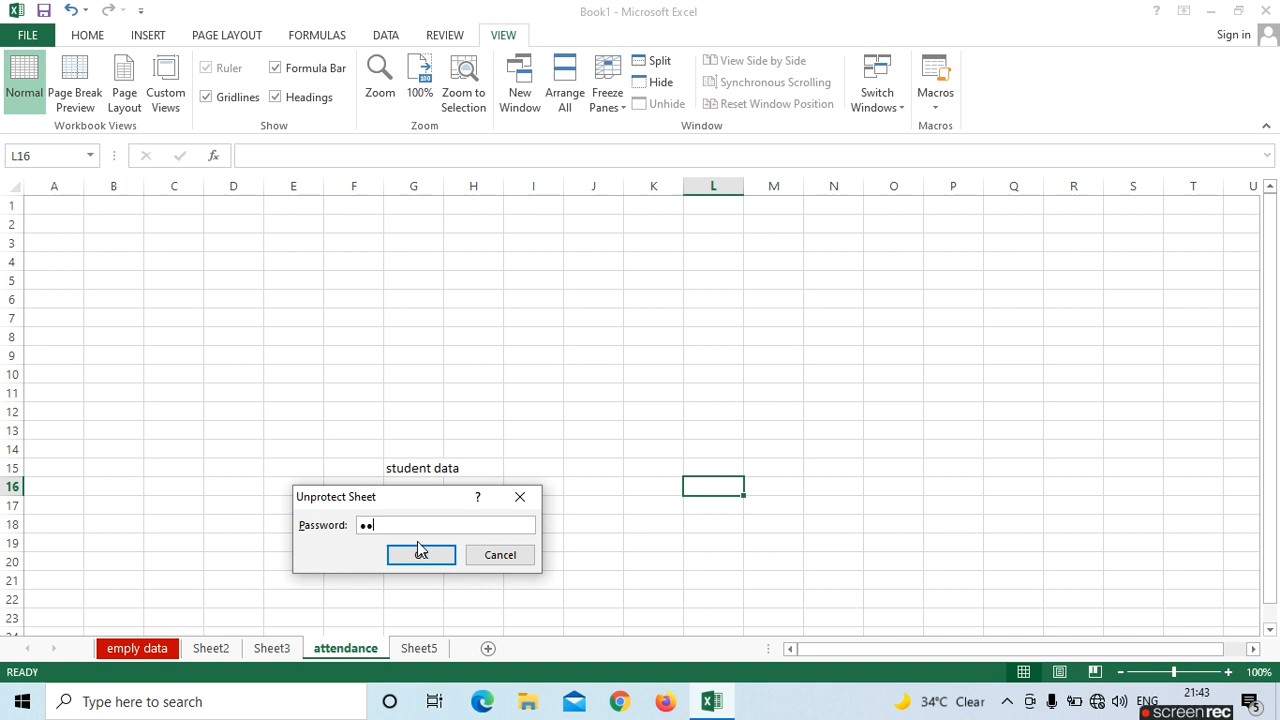 Book1 - Microsoft Excel
?
FILE HOME INSERT PAGE LAYOUT FORMULAS DATA REVIEW VIEW Sign in
Normal
Page Break Preview
Page Layout
Custom Views
Workbook Views
Ruler
Formula Bar
Gridlines
Headings
Show
Zoom
100%
Zoom to Selection
Zoom
New Window
Arrange All
Freeze Panes
Split
Hide
Unhide
View Side by Side
Synchronous Scrolling
Reset Window Position
Window
Switch Windows
Macros
Macros
L16
fx
A B C D E F G H I J K L M N O P Q R S T U
1
2
3
4
5
6
7
8
9
10
11
12
13
14
15 student data
16
17
18
19
20
21
22
23
Unprotect Sheet ?
Password: ●●
Cancel
emply data Sheet2 Sheet3 attendance Sheet5
READY 100%
Type here to search
34°C Clear ENG 21:43
5
screenrec